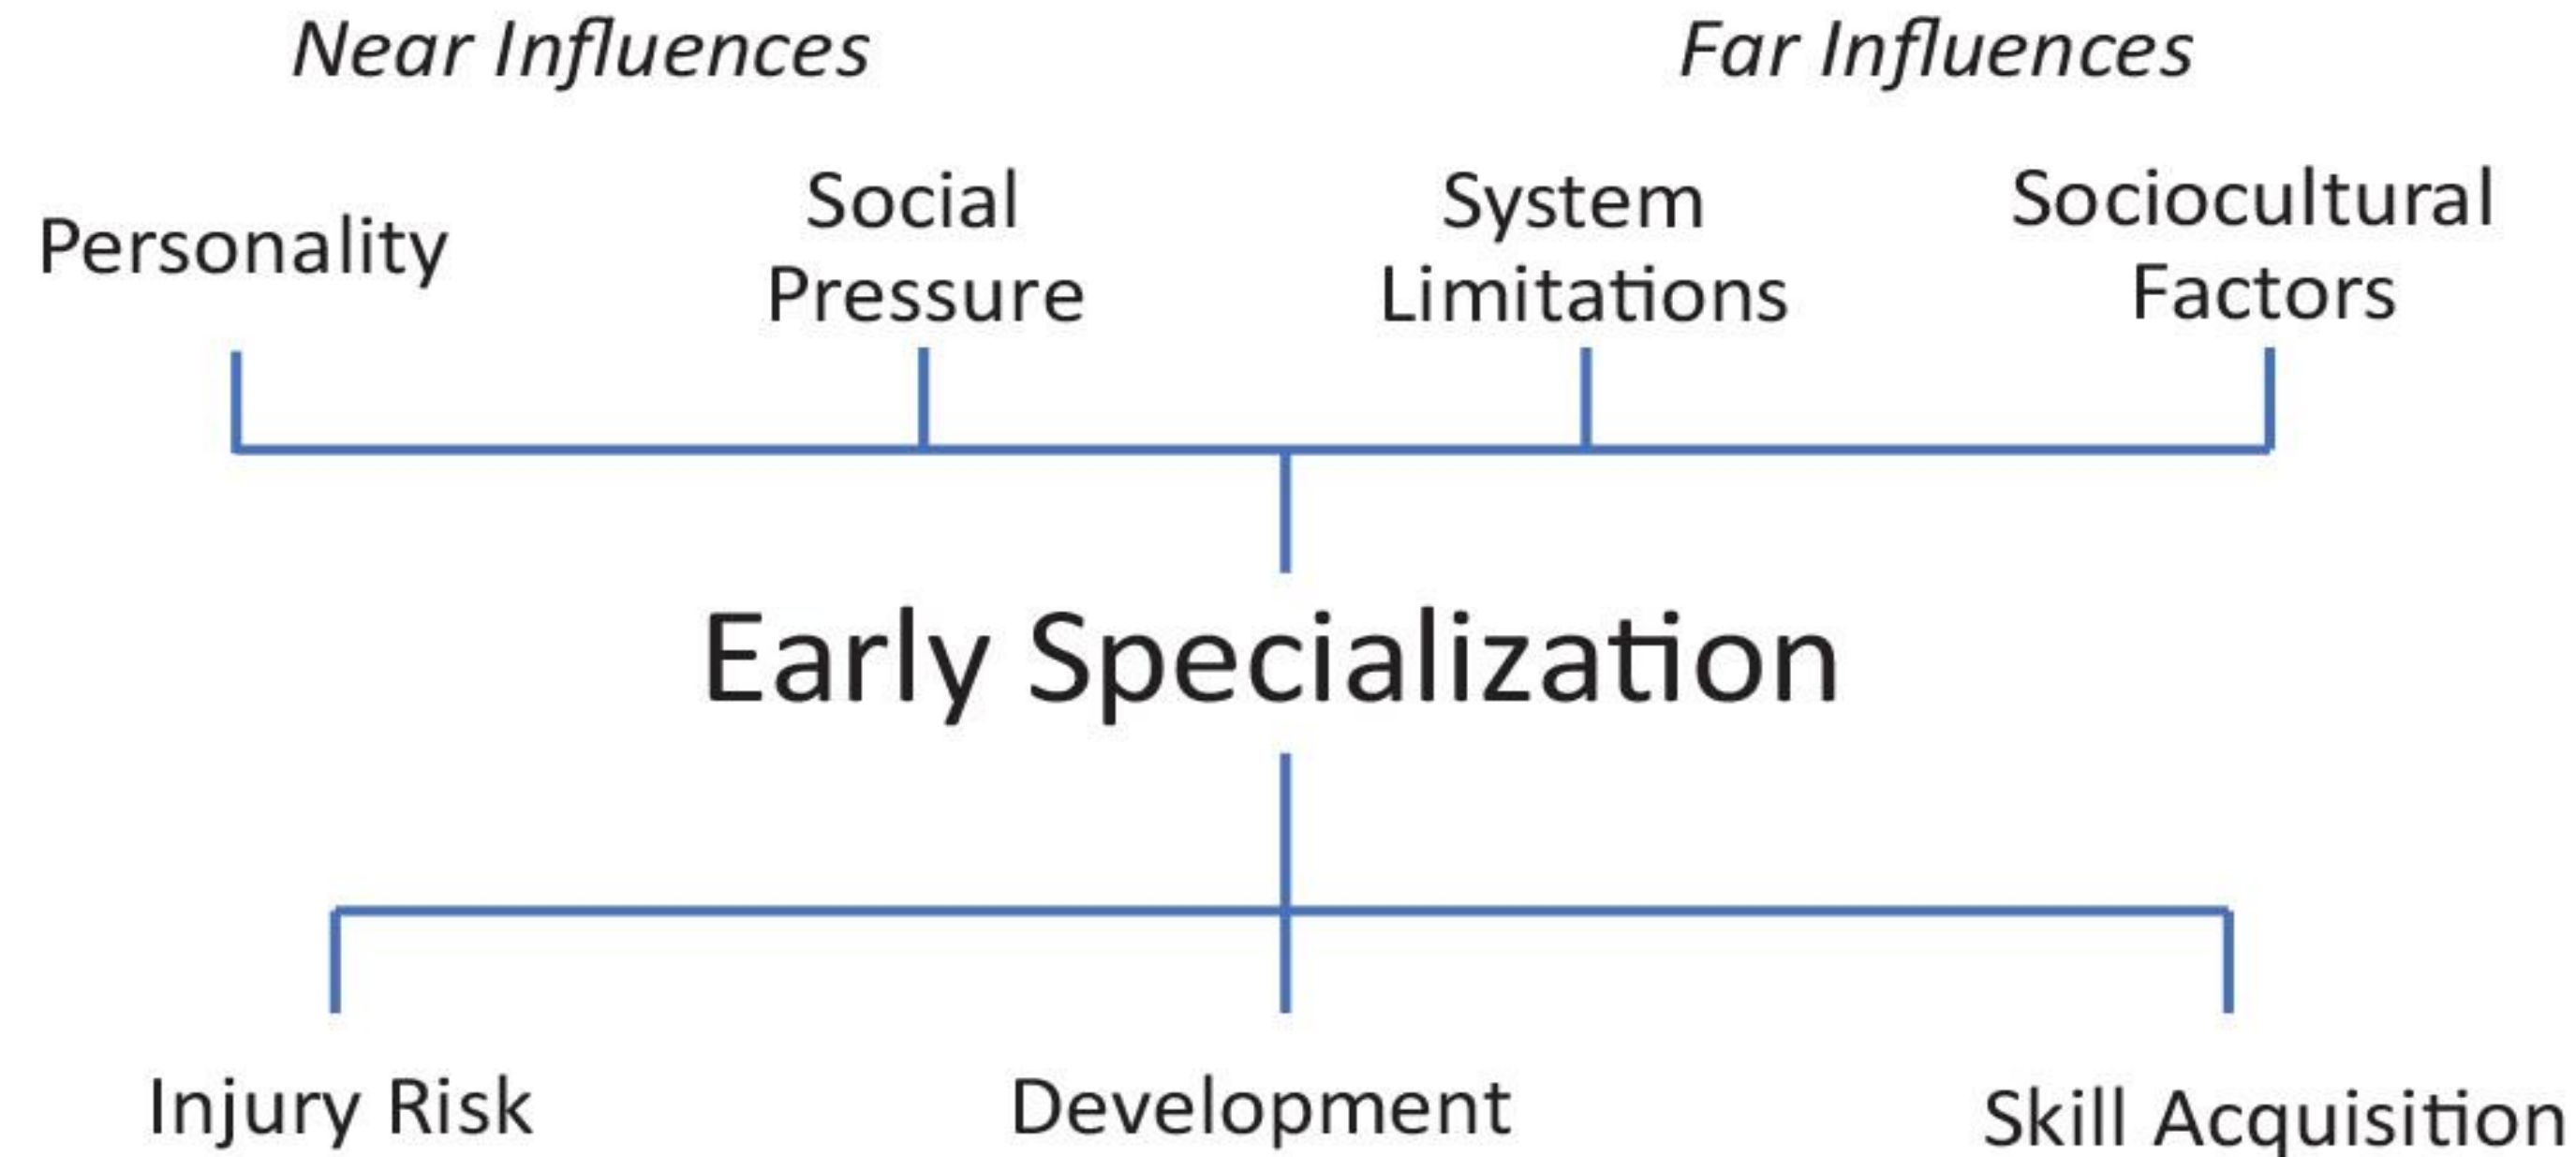 Near Influences
Far Influences
Personality
Social
Pressure
System
Limitations
Sociocultural
Factors
Early Specialization
Injury Risk
Development
Skill Acquisition